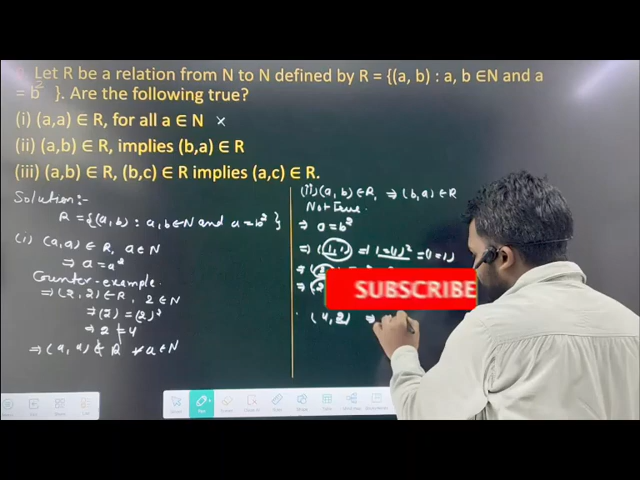 Let R be a relation from N to N defined by R = {(a, b) : a, b ∈N and a
= b² }. Are the following true?
(i) (a,a) ∈ R, for all a ∈ N ×
(ii) (a,b) ∈ R, implies (b,a) ∈ R
(iii) (a,b) ∈ R, (b,c) ∈ R implies (a,c) ∈ R.
Solution:-
R = {(a,b) : a,b∈N and a = b² }
(i) (a,a) ∈ R, a∈N
⇒ a = a²
Counter-example.
⇒ (2,2) ∈ R, 2 ∈ N
⇒ (2) = (2)²
⇒ 2 ≠ 4
⇒ (a,a) ∉ R ∀ a ∈ N
(ii) (a,b) ∈ R, ⇒ (b,a) ∈ R
Not True.
⇒ a = b²
⇒ (1,1)
(4,2) ⇒
SUBSCRIBE